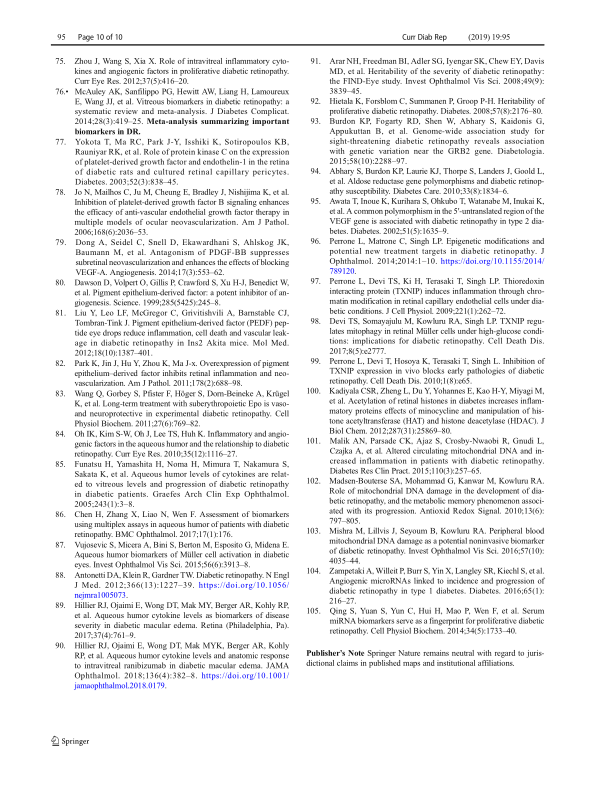 95 Page 10 of 10
Curr Diab Rep (2019) 19:95
75. Zhou J, Wang S, Xia X. Role of intravitreal inflammatory cyto-
kines and angiogenic factors in proliferative diabetic retinopathy.
Curr Eye Res. 2012;37(5):416–20.
76.• McAuley AK, Sanfilippo PG, Hewitt AW, Liang H, Lamoureux
E, Wang JJ, et al. Vitreous biomarkers in diabetic retinopathy: a
systematic review and meta-analysis. J Diabetes Complicat.
2014;28(3):419–25. Meta-analysis summarizing important
biomarkers in DR.
77. Yokota T, Ma RC, Park J-Y, Isshiki K, Sotiropoulos KB,
Rauniyar RK, et al. Role of protein kinase C on the expression
of platelet-derived growth factor and endothelin-1 in the retina
of diabetic rats and cultured retinal capillary pericytes.
Diabetes. 2003;52(3):838–45.
78. Jo N, Mailhos C, Ju M, Cheung E, Bradley J, Nishijima K, et al.
Inhibition of platelet-derived growth factor B signaling enhances
the efficacy of anti-vascular endothelial growth factor therapy in
multiple models of ocular neovascularization. Am J Pathol.
2006;168(6):2036–53.
79. Dong A, Seidel C, Snell D, Ekawardhani S, Ahlskog JK,
Baumann M, et al. Antagonism of PDGF-BB suppresses
subretinal neovascularization and enhances the effects of blocking
VEGF-A. Angiogenesis. 2014;17(3):553–62.
80. Dawson D, Volpert O, Gillis P, Crawford S, Xu H-J, Benedict W,
et al. Pigment epithelium-derived factor: a potent inhibitor of an-
giogenesis. Science. 1999;285(5425):245–8.
81. Liu Y, Leo LF, McGregor C, Grivitishvili A, Barnstable CJ,
Tombran-Tink J. Pigment epithelium-derived factor (PEDF) pep-
tide eye drops reduce inflammation, cell death and vascular leak-
age in diabetic retinopathy in Ins2 Akita mice. Mol Med.
2012;18(10):1387–401.
82. Park K, Jin J, Hu Y, Zhou K, Ma J-x. Overexpression of pigment
epithelium–derived factor inhibits retinal inflammation and neo-
vascularization. Am J Pathol. 2011;178(2):688–98.
83. Wang Q, Gorbey S, Pfister F, Höger S, Dorn-Beineke A, Krügel
K, et al. Long-term treatment with suberythropoietic Epo is vaso-
and neuroprotective in experimental diabetic retinopathy. Cell
Physiol Biochem. 2011;27(6):769–82.
84. Oh IK, Kim S-W, Oh J, Lee TS, Huh K. Inflammatory and angio-
genic factors in the aqueous humor and the relationship to diabetic
retinopathy. Curr Eye Res. 2010;35(12):1116–27.
85. Funatsu H, Yamashita H, Noma H, Mimura T, Nakamura S,
Sakata K, et al. Aqueous humor levels of cytokines are relat-
ed to vitreous levels and progression of diabetic retinopathy
in diabetic patients. Graefes Arch Clin Exp Ophthalmol.
2005;243(1):3–8.
86. Chen H, Zhang X, Liao N, Wen F. Assessment of biomarkers
using multiplex assays in aqueous humor of patients with diabetic
retinopathy. BMC Ophthalmol. 2017;17(1):176.
87. Vujosevic S, Micera A, Bini S, Berton M, Esposito G, Midena E.
Aqueous humor biomarkers of Müller cell activation in diabetic
eyes. Invest Ophthalmol Vis Sci. 2015;56(6):3913–8.
88. Antonetti DA, Klein R, Gardner TW. Diabetic retinopathy. N Engl
J Med. 2012;366(13):1227–39. https://doi.org/10.1056/
nejmra1005073.
89. Hillier RJ, Ojaimi E, Wong DT, Mak MY, Berger AR, Kohly RP,
et al. Aqueous humor cytokine levels as biomarkers of disease
severity in diabetic macular edema. Retina (Philadelphia, Pa).
2017;37(4):761–9.
90. Hillier RJ, Ojaimi E, Wong DT, Mak MYK, Berger AR, Kohly
RP, et al. Aqueous humor cytokine levels and anatomic response
to intravitreal ranibizumab in diabetic macular edema. JAMA
Ophthalmol. 2018;136(4):382–8. https://doi.org/10.1001/
jamaophthalmol.2018.0179.
91. Arar NH, Freedman BI, Adler SG, Iyengar SK, Chew EY, Davis
MD, et al. Heritability of the severity of diabetic retinopathy:
the FIND-Eye study. Invest Ophthalmol Vis Sci. 2008;49(9):
3839–45.
92. Hietala K, Forsblom C, Summanen P, Groop P-H. Heritability of
proliferative diabetic retinopathy. Diabetes. 2008;57(8):2176–80.
93. Burdon KP, Fogarty RD, Shen W, Abhary S, Kaidonis G,
Appukuttan B, et al. Genome-wide association study for
sight-threatening diabetic retinopathy reveals association
with genetic variation near the GRB2 gene. Diabetologia.
2015;58(10):2288–97.
94. Abhary S, Burdon KP, Laurie KJ, Thorpe S, Landers J, Goold L,
et al. Aldose reductase gene polymorphisms and diabetic retinop-
athy susceptibility. Diabetes Care. 2010;33(8):1834–6.
95. Awata T, Inoue K, Kurihara S, Ohkubo T, Watanabe M, Inukai K,
et al. A common polymorphism in the 5′-untranslated region of the
VEGF gene is associated with diabetic retinopathy in type 2 dia-
betes. Diabetes. 2002;51(5):1635–9.
96. Perrone L, Matrone C, Singh LP. Epigenetic modifications and
potential new treatment targets in diabetic retinopathy. J
Ophthalmol. 2014;2014:1–10. https://doi.org/10.1155/2014/
789120.
97. Perrone L, Devi TS, Ki H, Terasaki T, Singh LP. Thioredoxin
interacting protein (TXNIP) induces inflammation through chro-
matin modification in retinal capillary endothelial cells under dia-
betic conditions. J Cell Physiol. 2009;221(1):262–72.
98. Devi TS, Somayajulu M, Kowluru RA, Singh LP. TXNIP regu-
lates mitophagy in retinal Müller cells under high-glucose condi-
tions: implications for diabetic retinopathy. Cell Death Dis.
2017;8(5):e2777.
99. Perrone L, Devi T, Hosoya K, Terasaki T, Singh L. Inhibition of
TXNIP expression in vivo blocks early pathologies of diabetic
retinopathy. Cell Death Dis. 2010;1(8):e65.
100. Kadiyala CSR, Zheng L, Du Y, Yohannes E, Kao H-Y, Miyagi M,
et al. Acetylation of retinal histones in diabetes increases inflam-
matory proteins effects of minocycline and manipulation of his-
tone acetyltransferase (HAT) and histone deacetylase (HDAC). J
Biol Chem. 2012;287(31):25869–80.
101. Malik AN, Parsade CK, Ajaz S, Crosby-Nwaobi R, Gnudi L,
Czajka A, et al. Altered circulating mitochondrial DNA and in-
creased inflammation in patients with diabetic retinopathy.
Diabetes Res Clin Pract. 2015;110(3):257–65.
102. Madsen-Bouterse SA, Mohammad G, Kanwar M, Kowluru RA.
Role of mitochondrial DNA damage in the development of dia-
betic retinopathy, and the metabolic memory phenomenon associ-
ated with its progression. Antioxid Redox Signal. 2010;13(6):
797–805.
103. Mishra M, Lillvis J, Seyoum B, Kowluru RA. Peripheral blood
mitochondrial DNA damage as a potential noninvasive biomarker
of diabetic retinopathy. Invest Ophthalmol Vis Sci. 2016;57(10):
4035–44.
104. Zampetaki A, Willeit P, Burr S, Yin X, Langley SR, Kiechl S, et al.
Angiogenic microRNAs linked to incidence and progression of
diabetic retinopathy in type 1 diabetes. Diabetes. 2016;65(1):
216–27.
105. Qing S, Yuan S, Yun C, Hui H, Mao P, Wen F, et al. Serum
miRNA biomarkers serve as a fingerprint for proliferative diabetic
retinopathy. Cell Physiol Biochem. 2014;34(5):1733–40.
Publisher's Note Springer Nature remains neutral with regard to juris-
dictional claims in published maps and institutional affiliations.
Springer